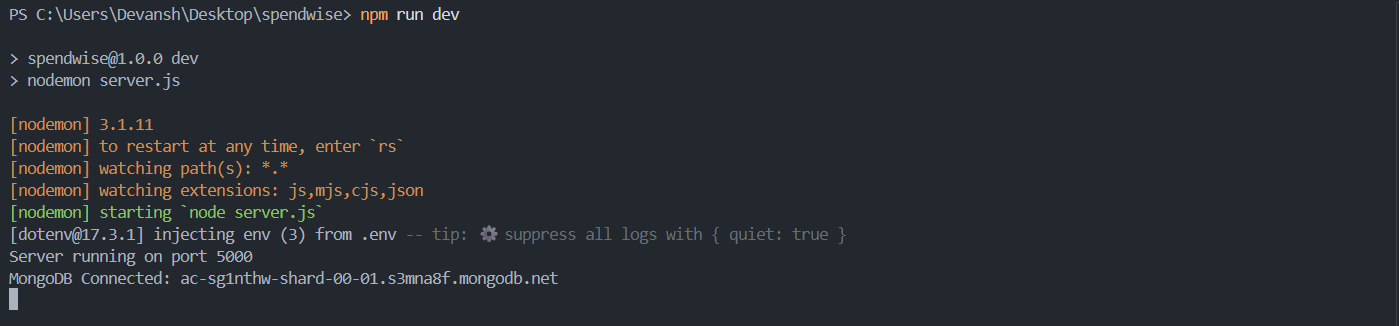 PS C:\Users\Devansh\Desktop\spendwise> npm run dev
> spendwise@1.0.0 dev
> nodemon server.js
[nodemon] 3.1.11
[nodemon] to restart at any time, enter `rs`
[nodemon] watching path(s): *.*
[nodemon] watching extensions: js,mjs,cjs,json
[nodemon] starting `node server.js`
[dotenv@17.3.1] injecting env (3) from .env -- tip: ⚙️ suppress all logs with { quiet: true }
Server running on port 5000
MongoDB Connected: ac-sg1nthw-shard-00-01.s3mna8f.mongodb.net